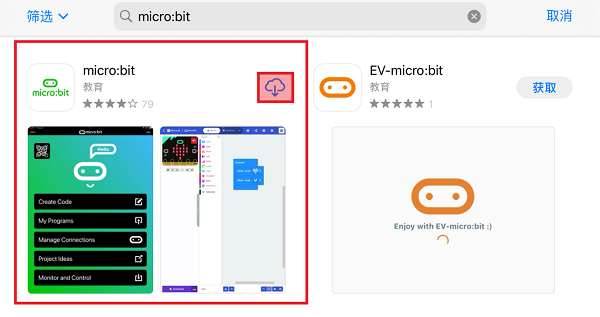 筛选
micro:bit
取消
micro:bit
micro:bit
教育
79
EV-micro:bit
教育
1
获取
micro:bit
Hello
Create Code
My Programs
Manage Connections
Project Ideas
Monitor and Control
Enjoy with EV-micro:bit :)